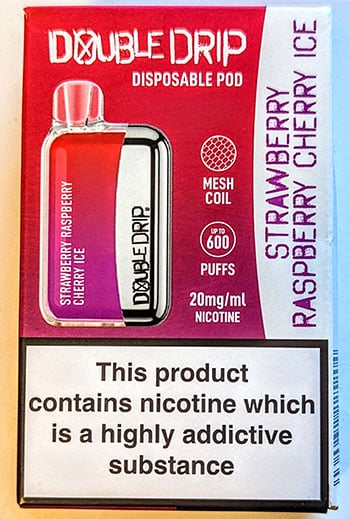 DOUBLE DRIP
DISPOSABLE POD
STRAWBERRY
RASPBERRY CHERRY ICE
STRAWBERRY RASPBERRY
CHERRY ICE
DOUBLE DRIP
MESH
COIL
UP TO
600
PUFFS
20mg/ml
NICOTINE
This product
contains nicotine which
is a highly addictive
substance